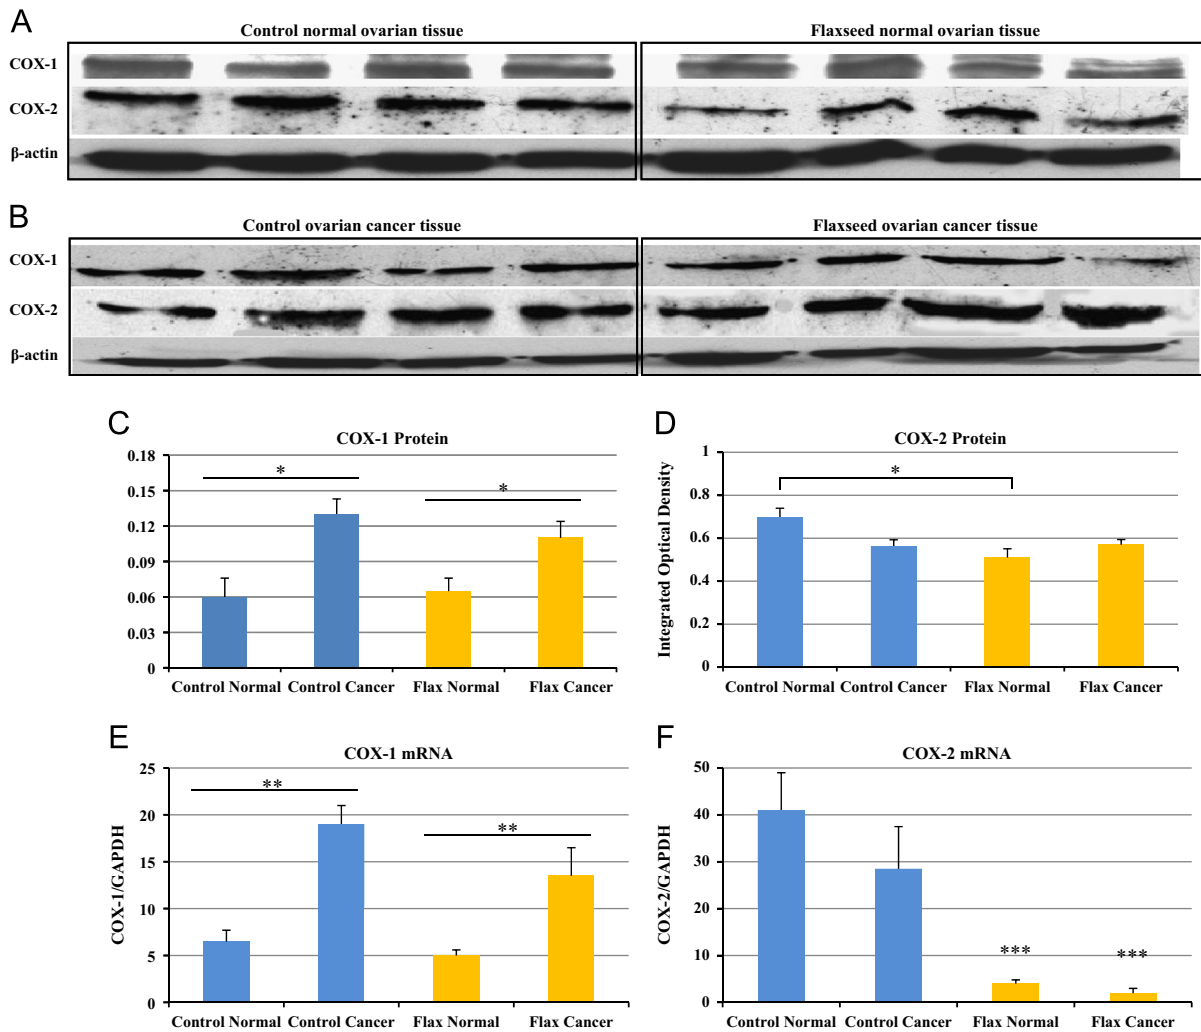 A
Control normal ovarian tissue
Flaxseed normal ovarian tissue
COX-1
COX-2
β-actin
B
Control ovarian cancer tissue
Flaxseed ovarian cancer tissue
COX-1
COX-2
β-actin
C
COX-1 Protein
0.18
0.15
0.12
0.09
0.06
0.03
0
*
*
Control Normal
Control Cancer
Flax Normal
Flax Cancer
D
COX-2 Protein
Integrated Optical Density
1
0.8
0.6
0.4
0.2
0
*
Control Normal
Control Cancer
Flax Normal
Flax Cancer
E
COX-1 mRNA
COX-1/GAPDH
25
20
15
10
5
0
**
**
Control Normal
Control Cancer
Flax Normal
Flax Cancer
F
COX-2 mRNA
COX-2/GAPDH
50
40
30
20
10
0
***
***
Control Normal
Control Cancer
Flax Normal
Flax Cancer